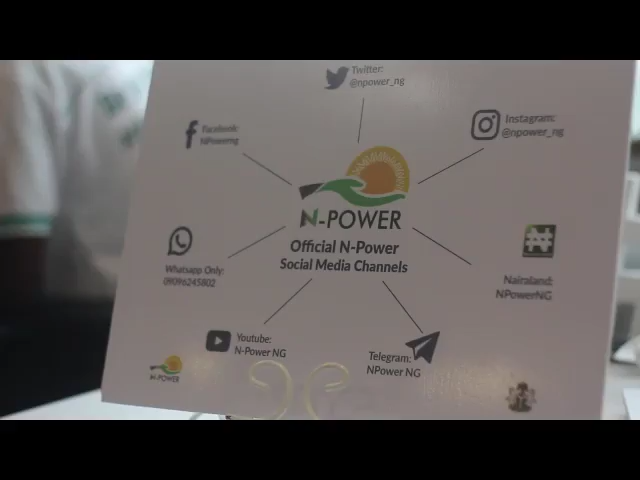 Twitter:
@npower_ng
Facebook:
NPowerng
Instagram:
@npower_ng
N-POWER
Official N-Power
Social Media Channels
Whatsapp Only:
09096245802
Nairaland:
NPowerNG
Youtube:
N-Power NG
Telegram:
NPower NG
N-POWER